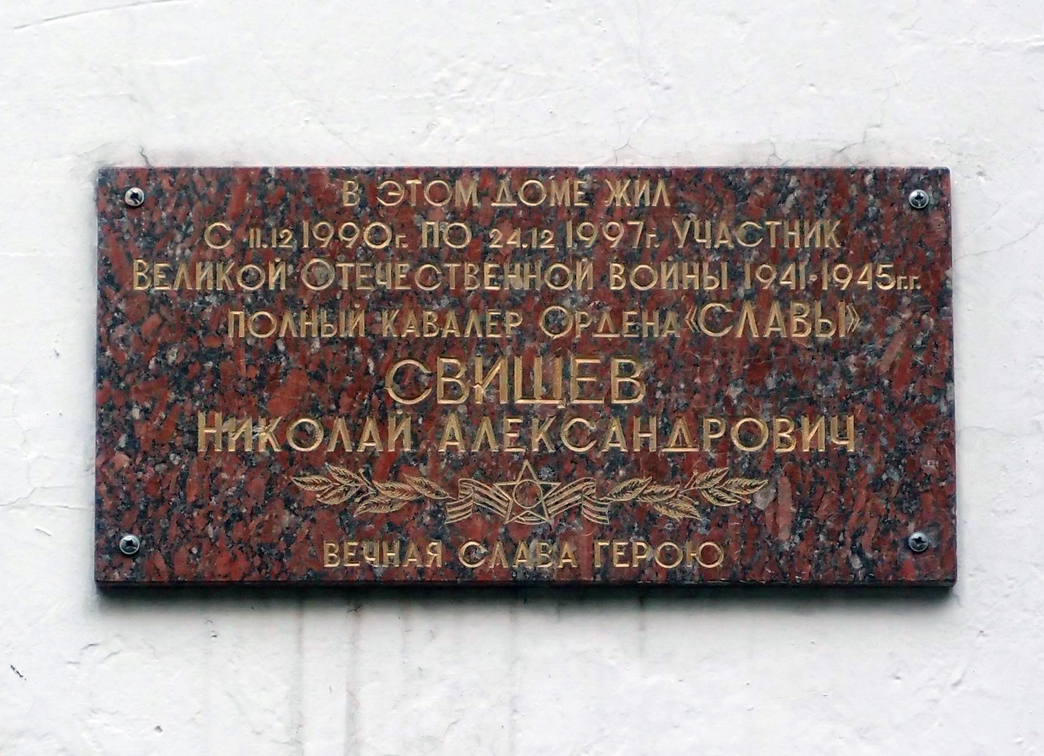 В ЭТОМ ДОМЕ ЖИЛ
С 11.12 1990г. ПО 24.12 1997г. УЧАСТНИК
ВЕЛИКОЙ ОТЕЧЕСТВЕННОЙ ВОЙНЫ 1941-1945г.г.
ПОЛНЫЙ КАВАЛЕР ОРДЕНА «СЛАВЫ»
СВИЩЕВ
НИКОЛАЙ АЛЕКСАНДРОВИЧ
ВЕЧНАЯ СЛАВА ГЕРОЮ